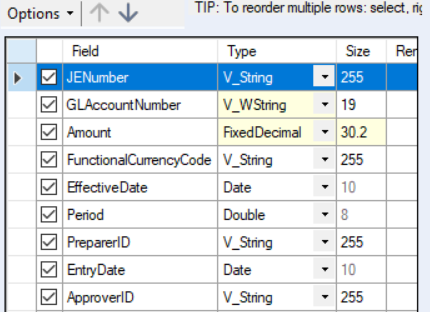 Options TIP: To reorder multiple rows: select,
Field Type Size
JENumber V_String 255
GLAccountNumber V_WString 19
Amount FixedDecimal 30.2
FunctionalCurrencyCode V_String 255
EffectiveDate Date 10
Period Double 8
PreparerID V_String 255
EntryDate Date 10
ApproverID V_String 255